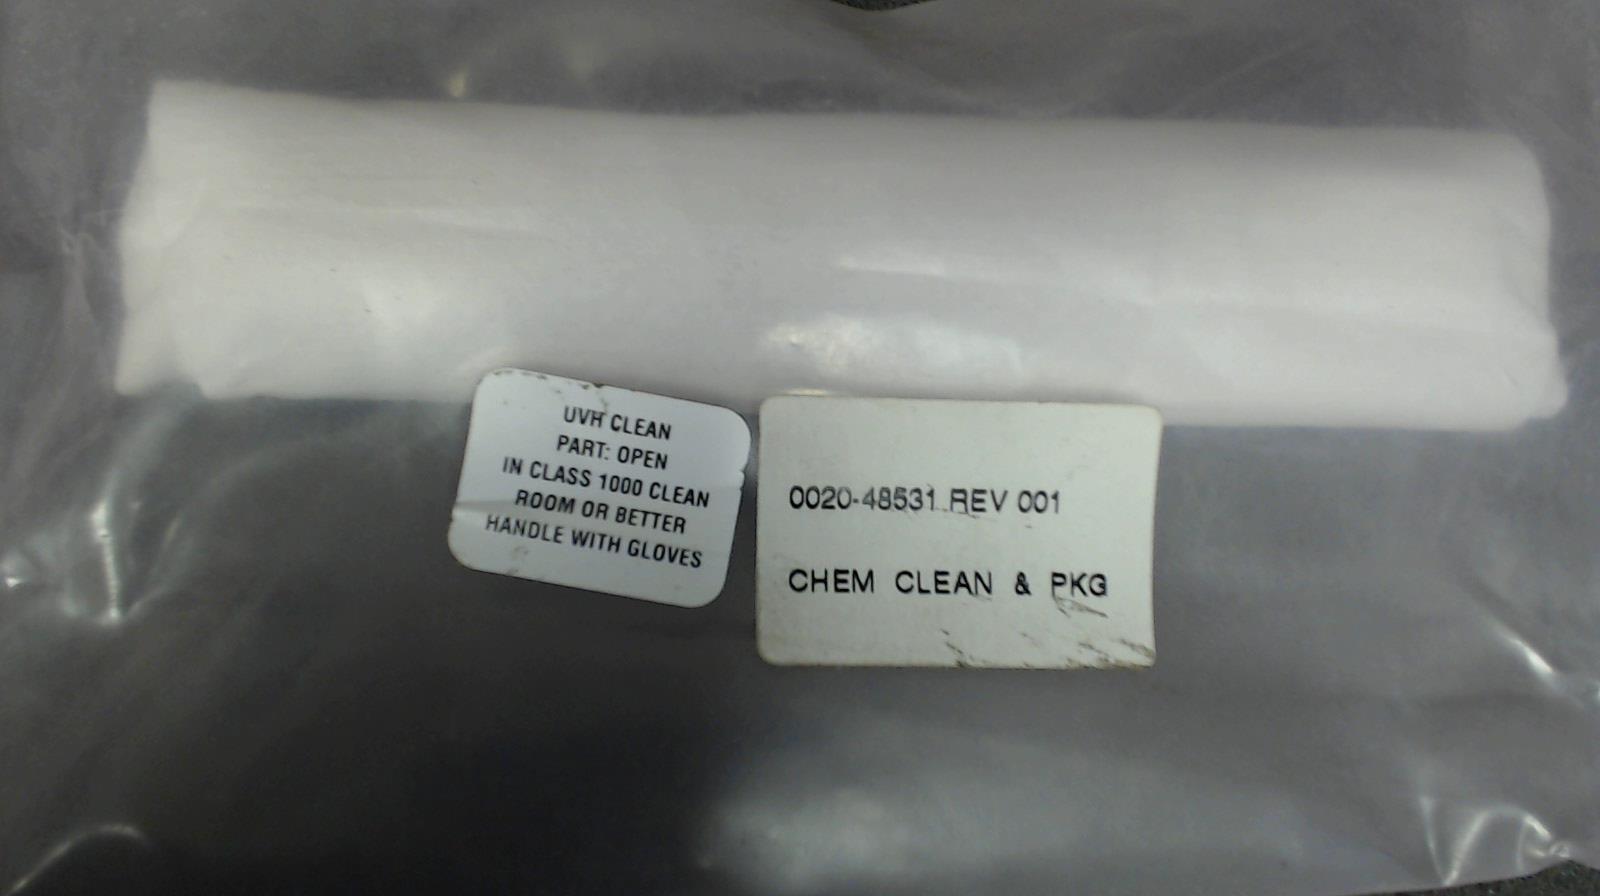 UVH CLEAN
PART: OPEN
IN CLASS 1000 CLEAN
ROOM OR BETTER
HANDLE WITH GLOVES
0020-48531 REV 001
CHEM CLEAN & PKG